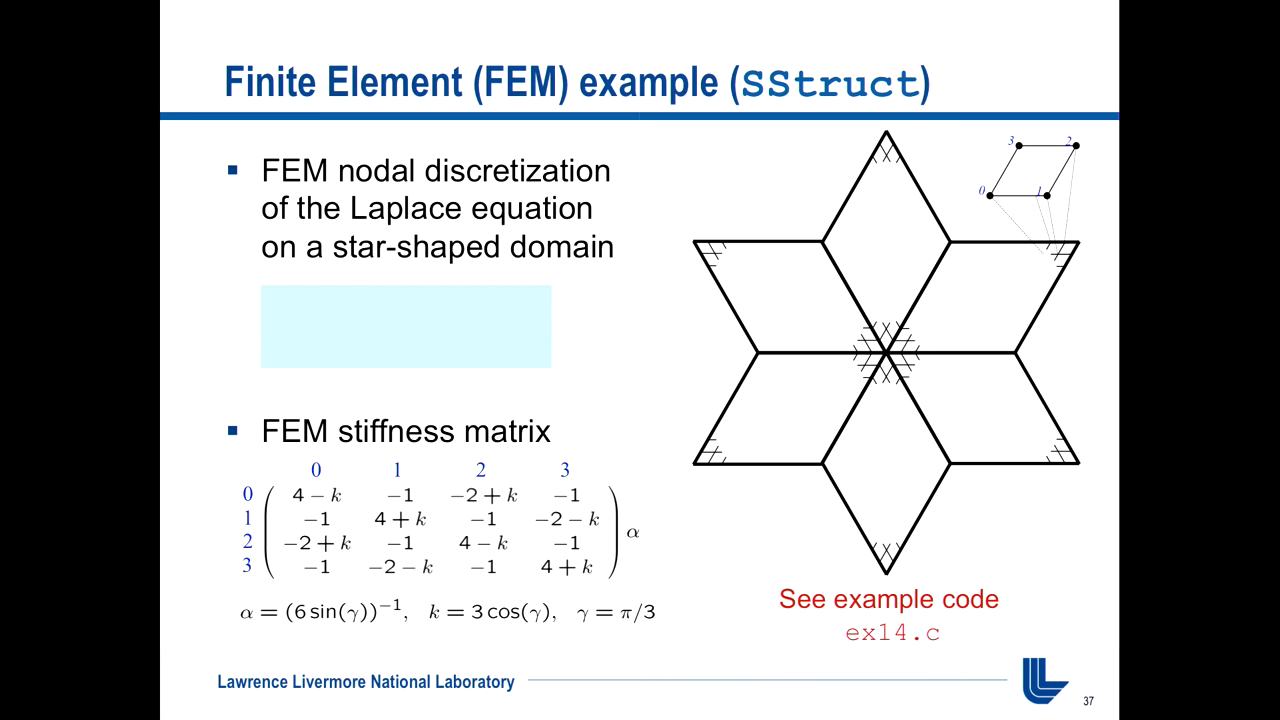 Finite Element (FEM) example (SStruct)
FEM nodal discretization
of the Laplace equation
on a star-shaped domain
3 2
0 1
FEM stiffness matrix
0 1 2 3
0 4 − k −1 −2 + k −1
1 −1 4 + k −1 −2 − k
2 −2 + k −1 4 − k −1
3 −1 −2 − k −1 4 + k
α
α = (6 sin(γ))⁻¹, k = 3 cos(γ), γ = π/3
See example code
ex14.c
Lawrence Livermore National Laboratory
37